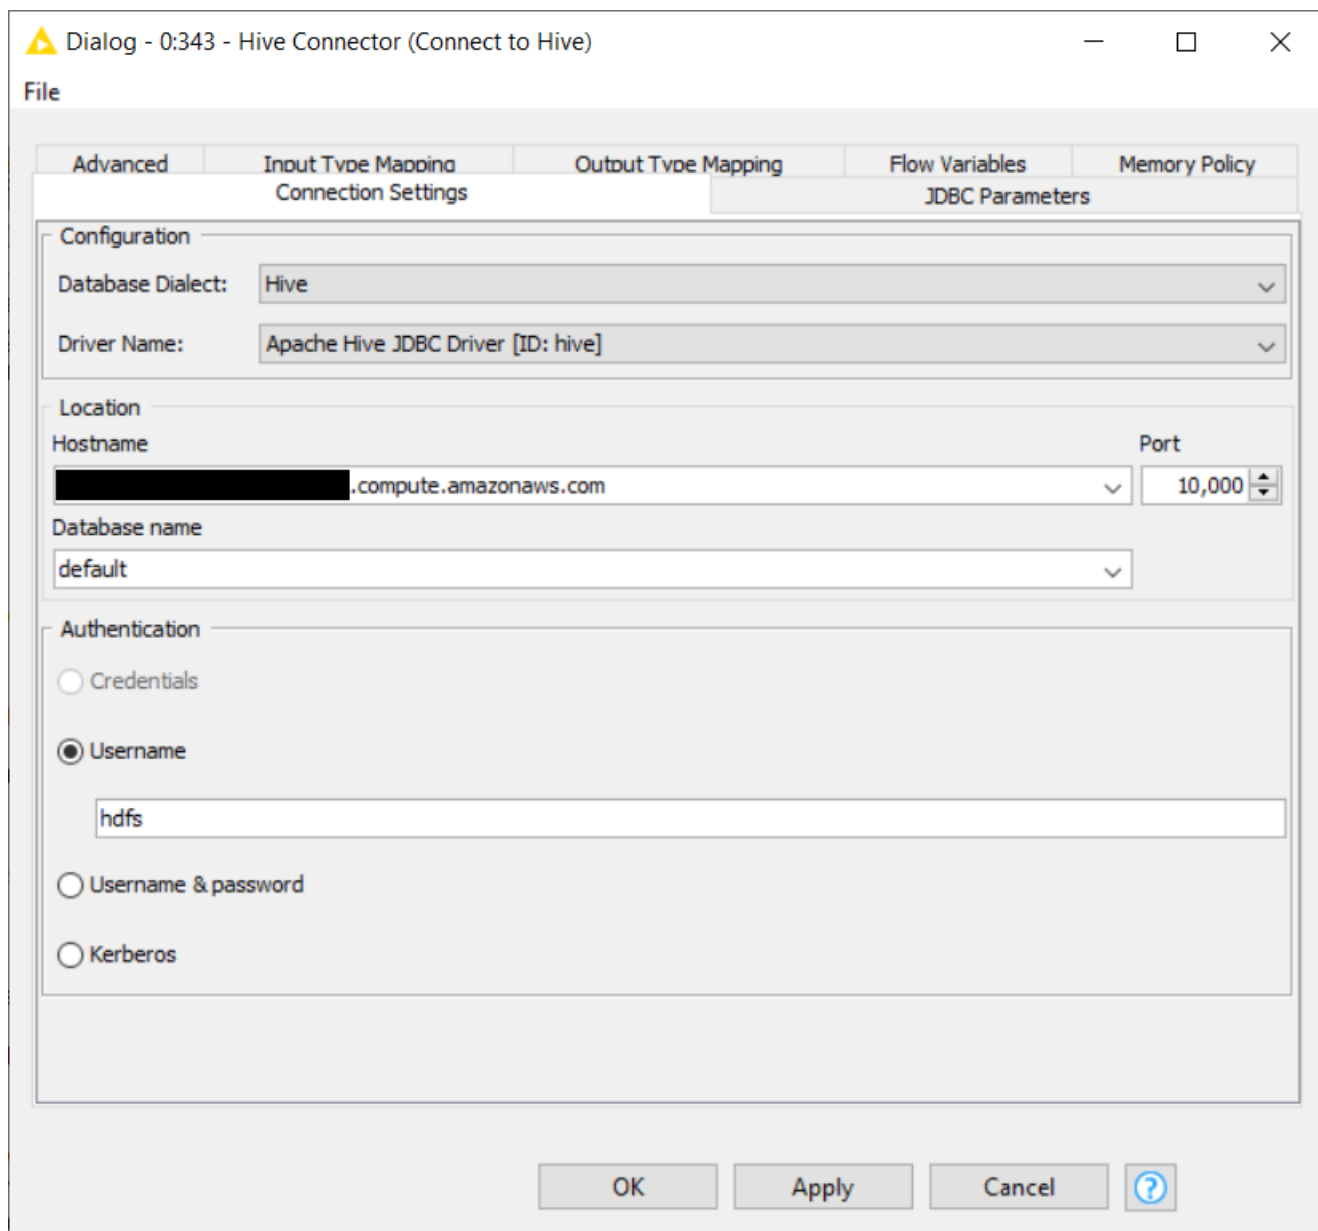 Dialog - 0:343 - Hive Connector (Connect to Hive)
File
Advanced Input Type Mapping Output Type Mapping Flow Variables Memory Policy
Connection Settings JDBC Parameters
Configuration
Database Dialect: Hive
Driver Name: Apache Hive JDBC Driver [ID: hive]
Location
Hostname Port
.compute.amazonaws.com 10,000
Database name
default
Authentication
Credentials
Username
hdfs
Username & password
Kerberos
OK Apply Cancel ?